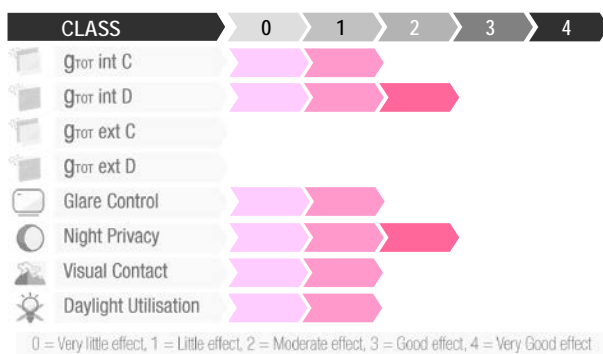 CLASS 0 1 2 3 4
gTOT int C
gTOT int D
gTOT ext C
gTOT ext D
Glare Control
Night Privacy
Visual Contact
Daylight Utilisation
0 = Very little effect, 1 = Little effect, 2 = Moderate effect, 3 = Good effect, 4 = Very Good effect